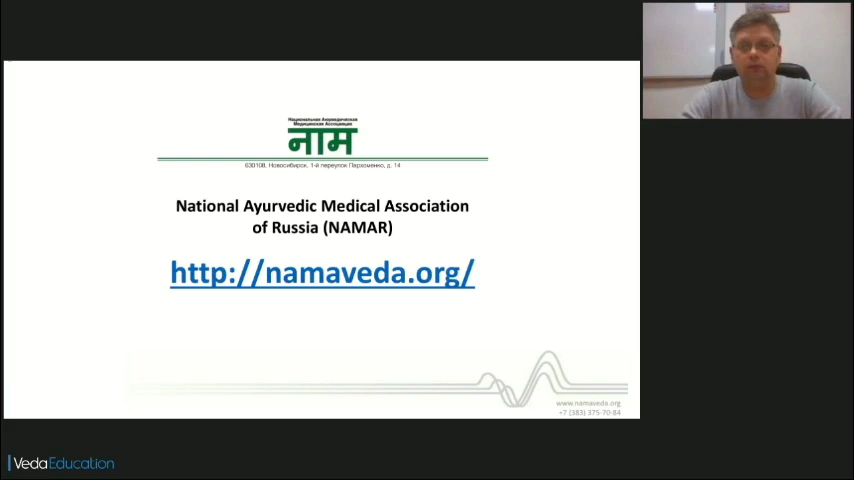 Национальная Аюрведическая
Медицинская Ассоциация
नाम
630108, Новосибирск, 1-й переулок Пархоменко, д. 14
National Ayurvedic Medical Association
of Russia (NAMAR)
http://namaveda.org/
www.namaveda.org
+7 (383) 375-70-84
VedaEducation